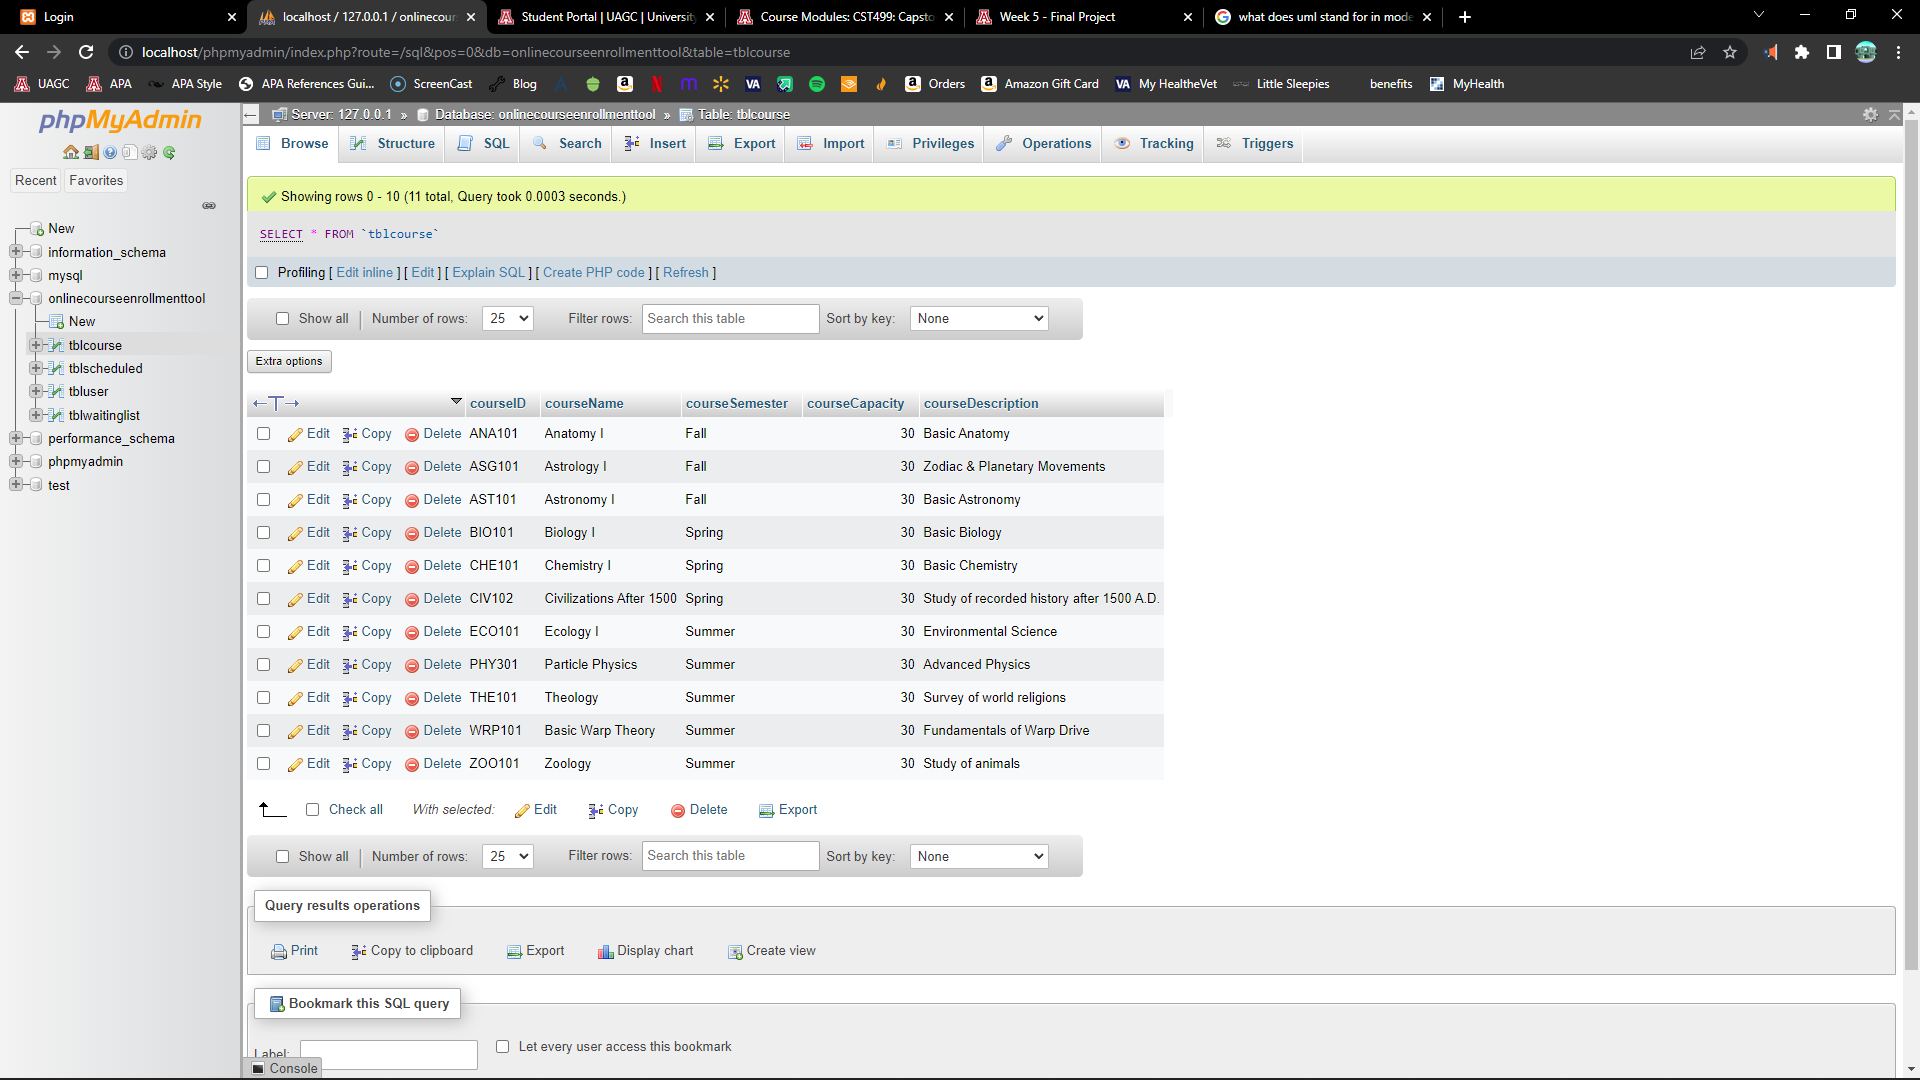 Login
localhost / 127.0.0.1 / onlinecours
Student Portal | UAGC | University
Course Modules: CST499: Capsto
Week 5 - Final Project
what does uml stand for in mode
localhost/phpmyadmin/index.php?route=/sql&pos=0&db=onlinecourseenrollmenttool&table=tblcourse
UAGC APA APA Style APA References Gui... ScreenCast Blog Orders Amazon Gift Card VA My HealtheVet Little Sleepies benefits MyHealth
phpMyAdmin
Recent Favorites
New
information_schema
mysql
onlinecourseenrollmenttool
New
tblcourse
tblscheduled
tbluser
tblwaitinglist
performance_schema
phpmyadmin
test
Server: 127.0.0.1 » Database: onlinecourseenrollmenttool » Table: tblcourse
Browse Structure SQL Search Insert Export Import Privileges Operations Tracking Triggers
Showing rows 0 - 10 (11 total, Query took 0.0003 seconds.)
SELECT * FROM `tblcourse`
Profiling [ Edit inline ] [ Edit ] [ Explain SQL ] [ Create PHP code ] [ Refresh ]
Show all Number of rows: 25 Filter rows: Search this table Sort by key: None
Extra options
courseID courseName courseSemester courseCapacity courseDescription
Edit Copy Delete ANA101 Anatomy I Fall 30 Basic Anatomy
Edit Copy Delete ASG101 Astrology I Fall 30 Zodiac & Planetary Movements
Edit Copy Delete AST101 Astronomy I Fall 30 Basic Astronomy
Edit Copy Delete BIO101 Biology I Spring 30 Basic Biology
Edit Copy Delete CHE101 Chemistry I Spring 30 Basic Chemistry
Edit Copy Delete CIV102 Civilizations After 1500 Spring 30 Study of recorded history after 1500 A.D.
Edit Copy Delete ECO101 Ecology I Summer 30 Environmental Science
Edit Copy Delete PHY301 Particle Physics Summer 30 Advanced Physics
Edit Copy Delete THE101 Theology Summer 30 Survey of world religions
Edit Copy Delete WRP101 Basic Warp Theory Summer 30 Fundamentals of Warp Drive
Edit Copy Delete ZOO101 Zoology Summer 30 Study of animals
Check all With selected: Edit Copy Delete Export
Show all Number of rows: 25 Filter rows: Search this table Sort by key: None
Query results operations
Print Copy to clipboard Export Display chart Create view
Bookmark this SQL query
Label: Let every user access this bookmark
Console